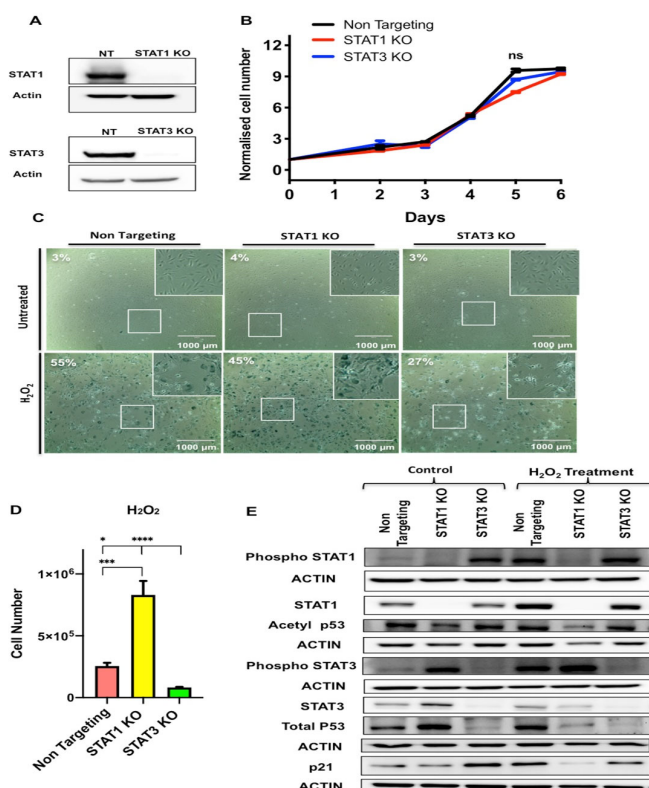 A
NT STAT1 KO
STAT1
Actin
NT STAT3 KO
STAT3
Actin
B
Non Targeting
STAT1 KO
STAT3 KO
Normalised cell number
12
9
6
3
0
ns
0 1 2 3 4 5 6
Days
C
Non Targeting STAT1 KO STAT3 KO
Untreated
3% 4% 3%
1000 µm 1000 µm 1000 µm
H₂O₂
55% 45% 27%
1000 µm 1000 µm 1000 µm
D
H₂O₂
* ****
***
Cell Number
1×10⁶
5×10⁵
0
Non Targeting
STAT1 KO
STAT3 KO
E
Control H₂O₂ Treatment
Non Targeting STAT1 KO STAT3 KO Non Targeting STAT1 KO STAT3 KO
Phospho STAT1
ACTIN
STAT1
Acetyl p53
ACTIN
Phospho STAT3
ACTIN
STAT3
Total P53
ACTIN
p21
ACTIN